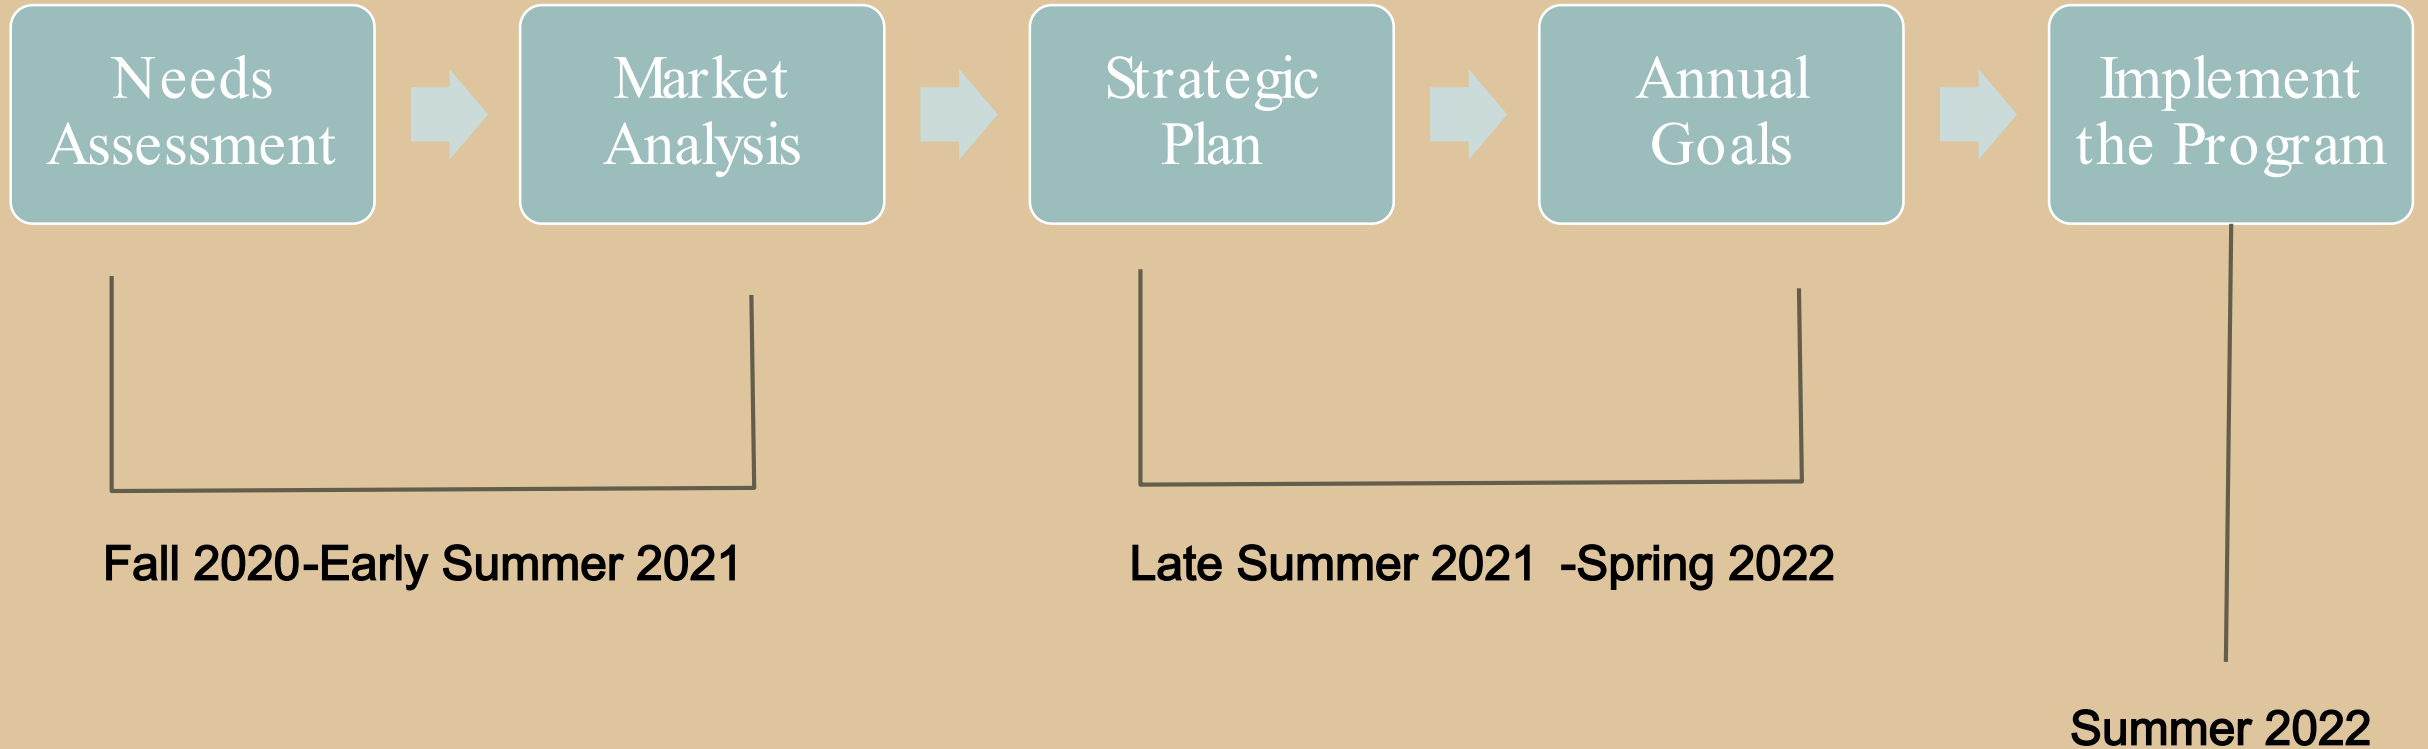 Needs
Assessment
Market
Analysis
Strategic
Plan
Annual
Goals
Implement
the Program
Fall 2020-Early Summer 2021
Late Summer 2021 -Spring 2022
Summer 2022